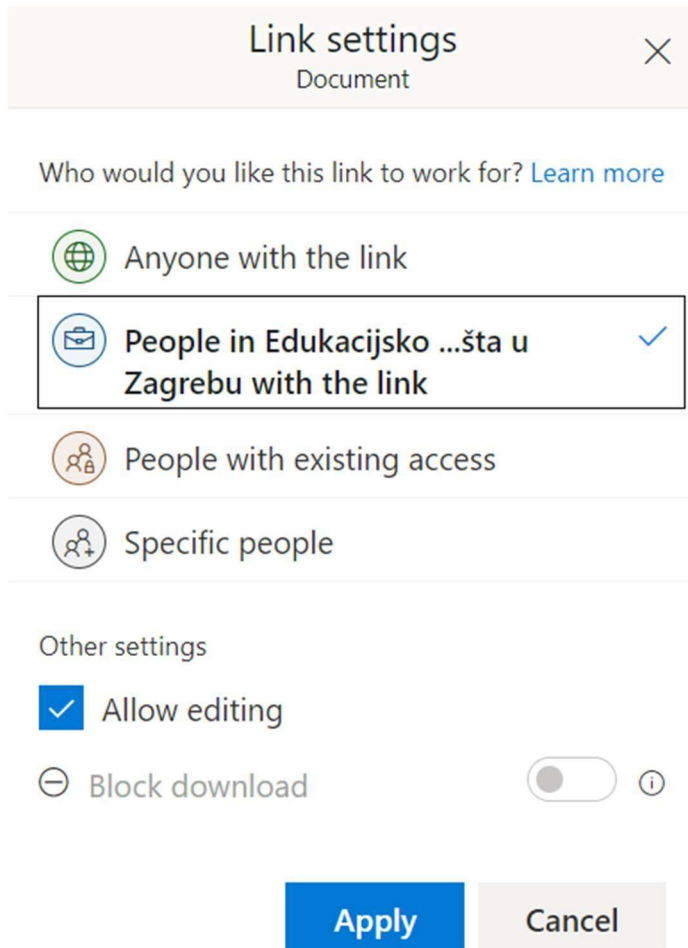 Link settings
Document
Who would you like this link to work for? Learn more
Anyone with the link
People in Edukacijsko ...šta u
Zagrebu with the link
People with existing access
Specific people
Other settings
Allow editing
Block download
Apply Cancel